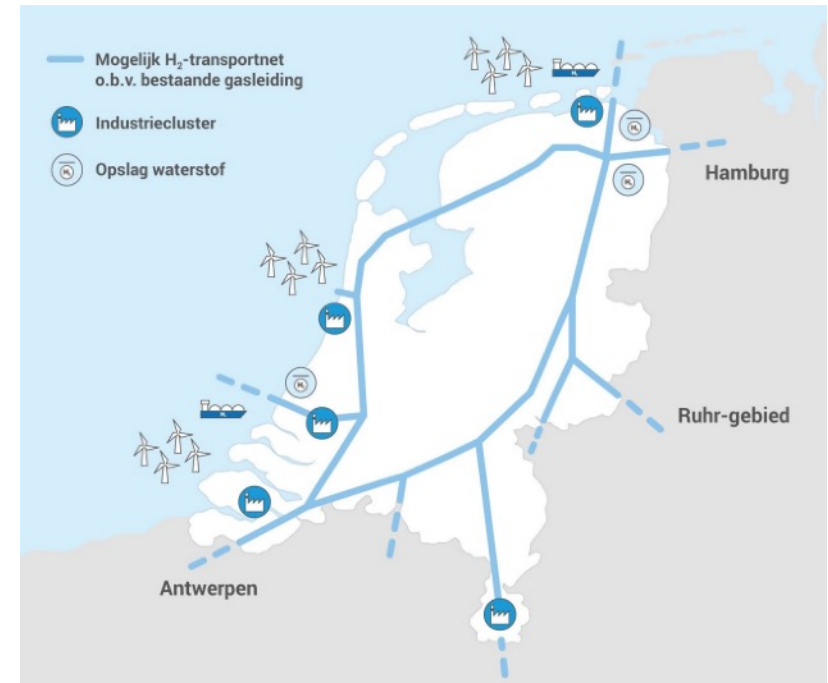 Mogelijk H₂-transportnet
o.b.v. bestaande gasleiding
Industriecluster
Opslag waterstof
Hamburg
Ruhr-gebied
Antwerpen